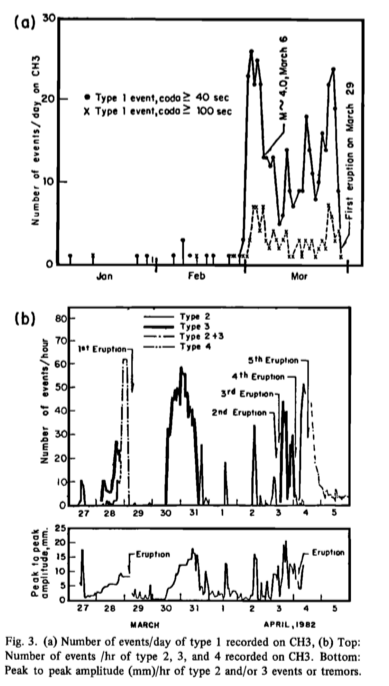 (a)
30
20
10
0
Number of events/day on CH3
• Type 1 event, coda ≥ 40 sec
x Type 1 event, coda ≥ 100 sec
M~ 4.0, March 6
First eruption on March 29
Jan Feb Mar
(b)
80
70
60
50
40
30
20
10
0
Number of events/hour
Type 2
Type 3
Type 2+3
Type 4
1st Eruption
5th Eruption
4th Eruption
3rd Eruption
2nd Eruption
27 28 29 30 31 1 2 3 4 5
25
20
15
10
5
0
Peak to peak
amplitude, mm.
Eruption
Eruption
27 28 29 30 31 1 2 3 4 5
MARCH APRIL, 1982
Fig. 3. (a) Number of events/day of type 1 recorded on CH3, (b) Top:
Number of events /hr of type 2, 3, and 4 recorded on CH3. Bottom:
Peak to peak amplitude (mm)/hr of type 2 and/or 3 events or tremors.